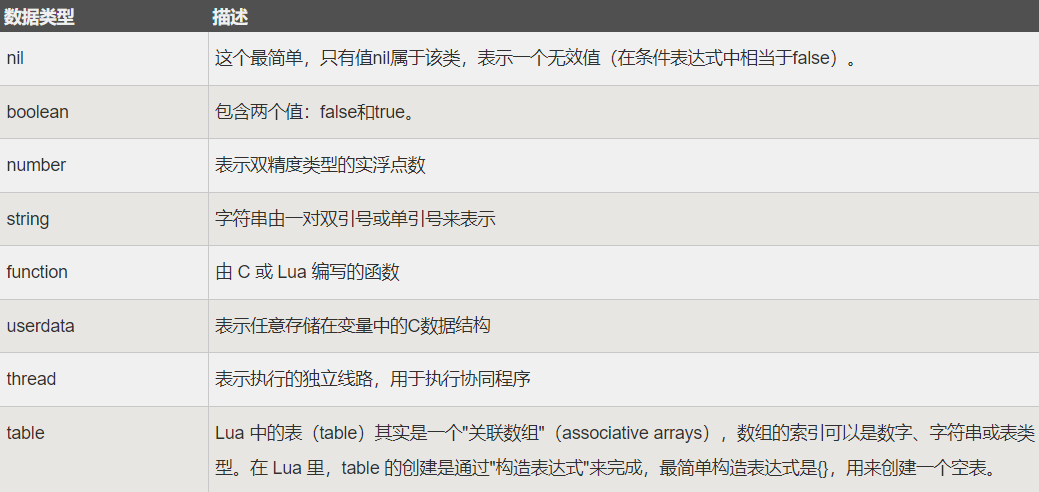 数据类型 描述
nil 这个最简单，只有值nil属于该类，表示一个无效值（在条件表达式中相当于false）。
boolean 包含两个值：false和true。
number 表示双精度类型的实浮点数
string 字符串由一对双引号或单引号来表示
function 由 C 或 Lua 编写的函数
userdata 表示任意存储在变量中的C数据结构
thread 表示执行的独立线路，用于执行协同程序
table Lua 中的表（table）其实是一个"关联数组"（associative arrays），数组的索引可以是数字、字符串或表类
型。在 Lua 里，table 的创建是通过"构造表达式"来完成，最简单构造表达式是{}，用来创建一个空表。